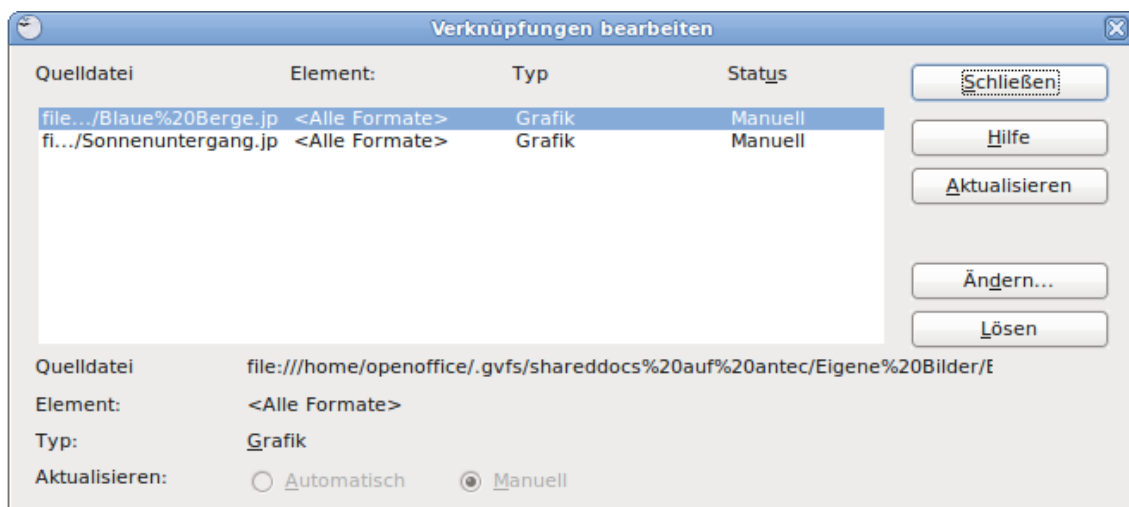 Verknüpfungen bearbeiten
Quelldatei Element: Typ Status
Schließen
file.../Blaue%20Berge.jp <Alle Formate> Grafik Manuell
fi.../Sonnenuntergang.jp <Alle Formate> Grafik Manuell
Hilfe
Aktualisieren
Ändern...
Lösen
Quelldatei file:///home/openoffice/.gvfs/shareddocs%20auf%20antec/Eigene%20Bilder/E
Element: <Alle Formate>
Typ: Grafik
Aktualisieren: Automatisch Manuell